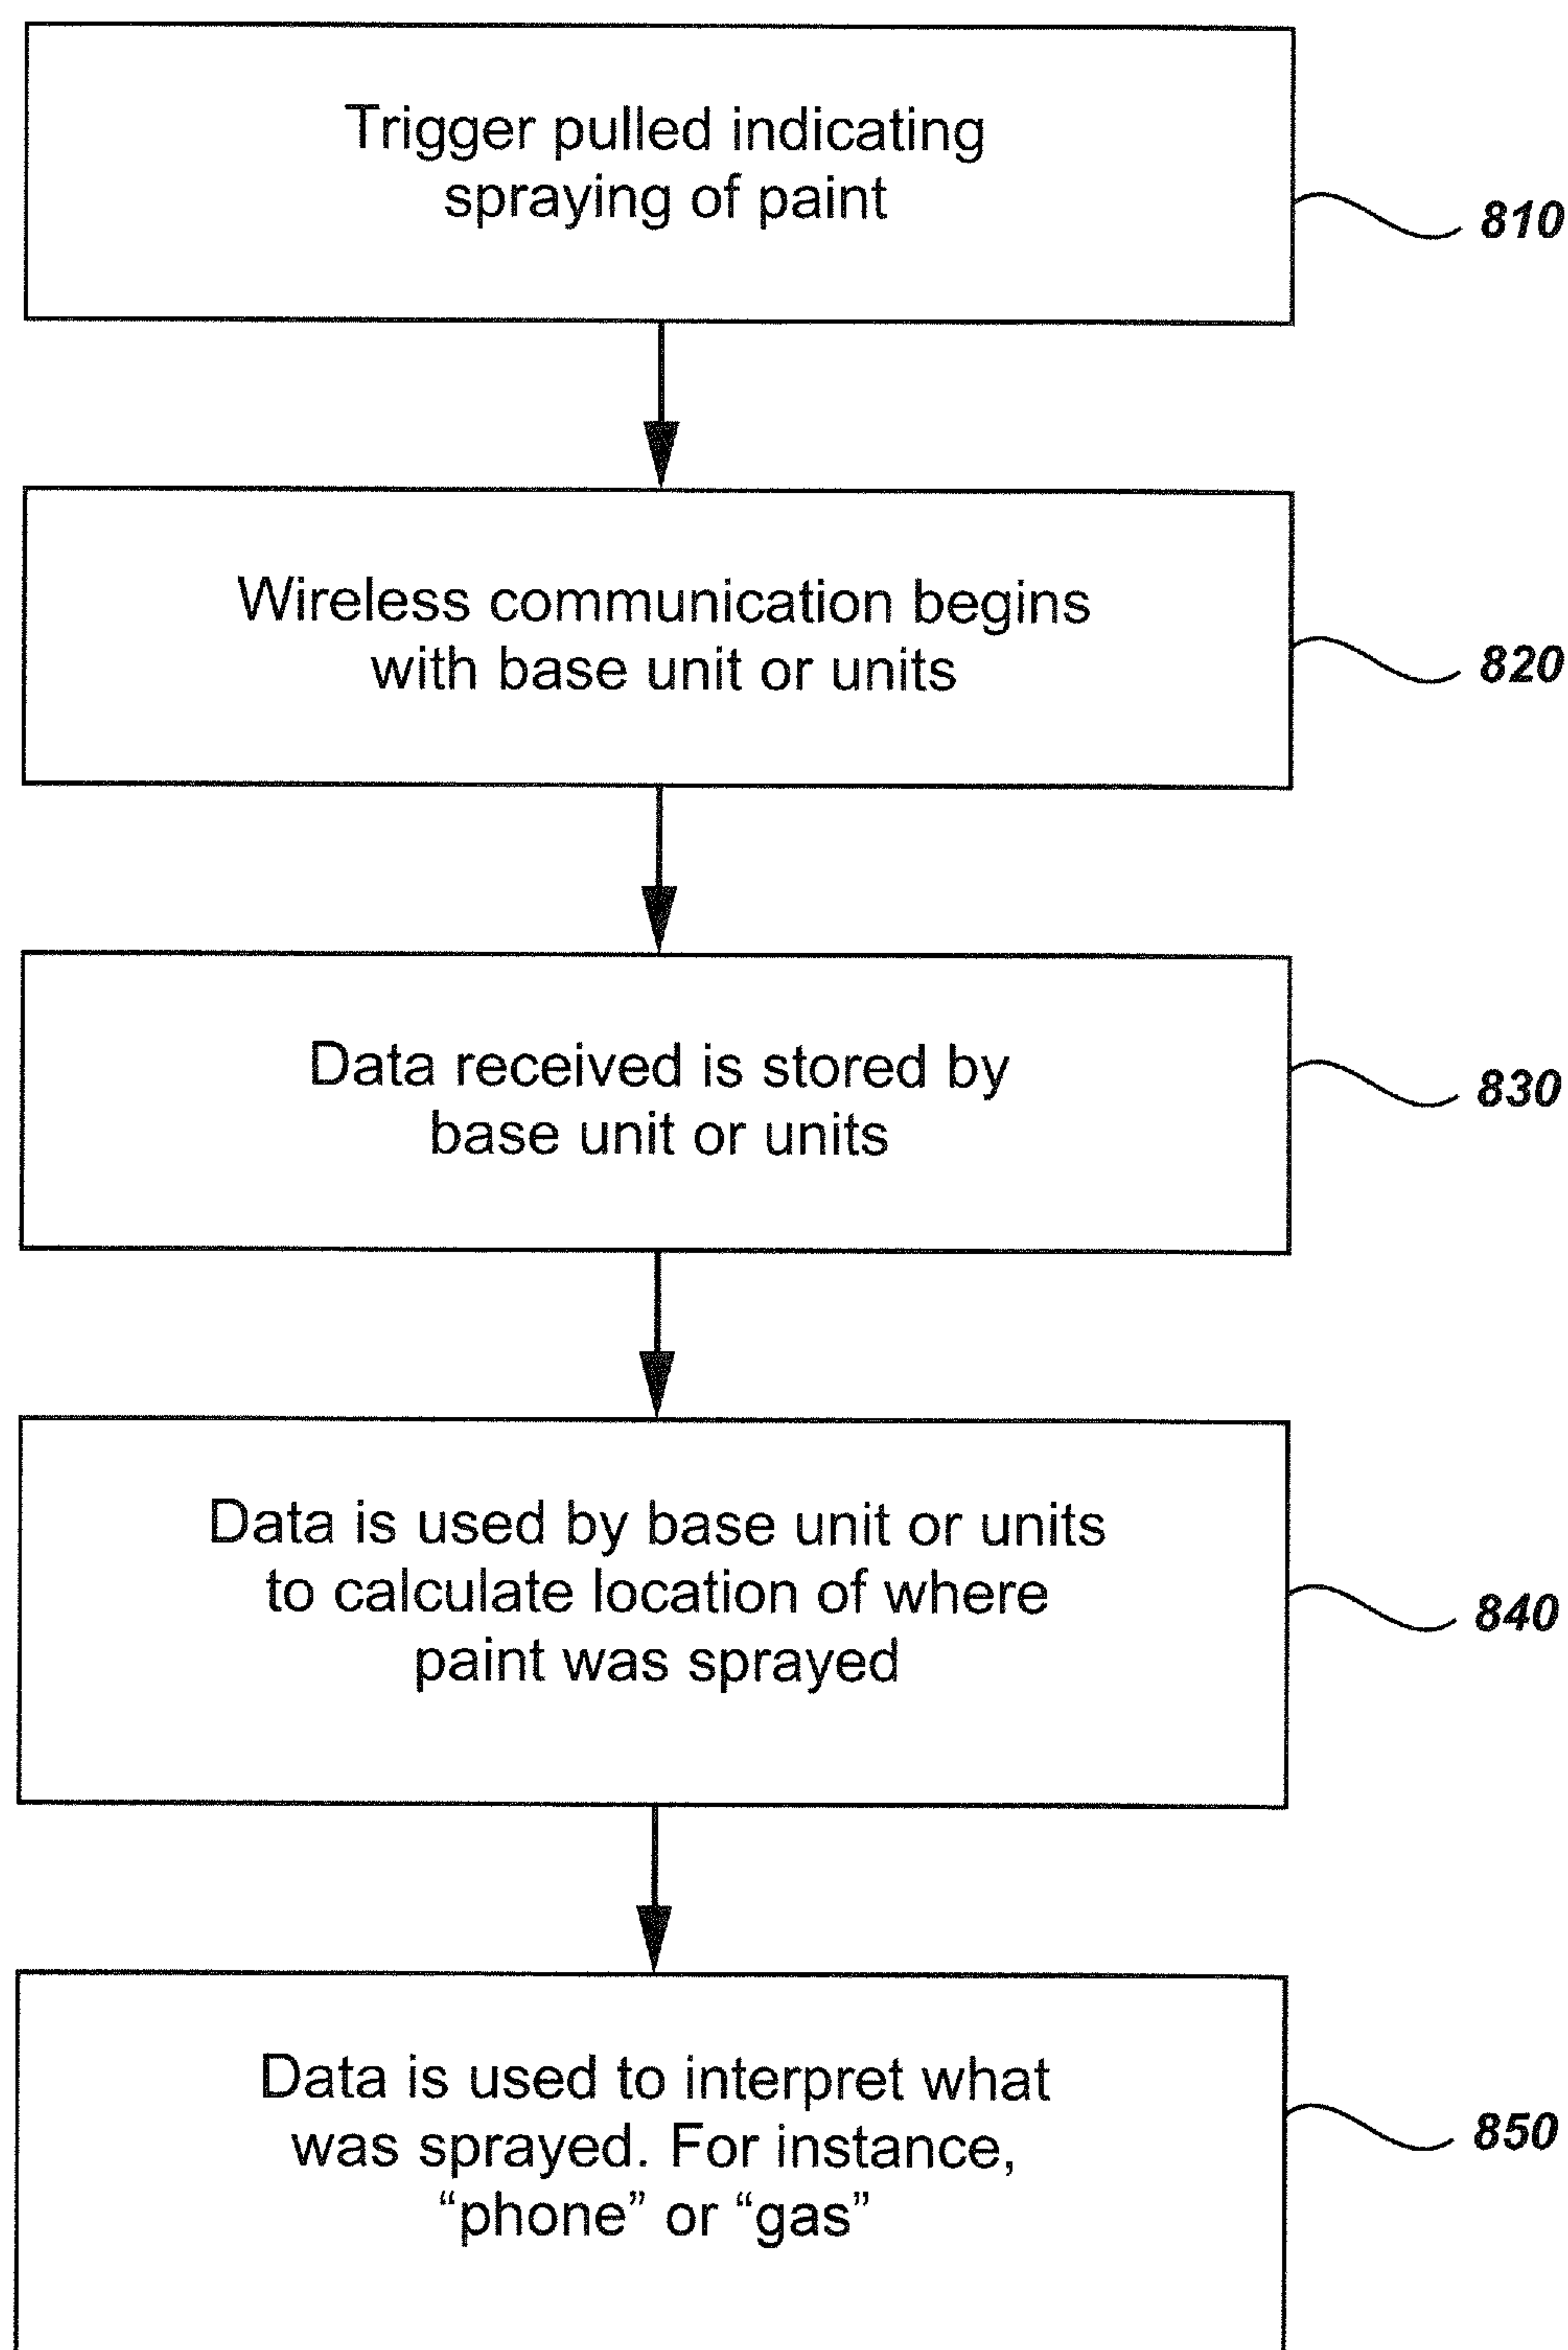 Trigger pulled indicating
spraying of paint
810
Wireless communication begins
with base unit or units
820
Data received is stored by
base unit or units
830
Data is used by base unit or units
to calculate location of where
paint was sprayed
840
Data is used to interpret what
was sprayed. For instance,
“phone” or “gas”
850